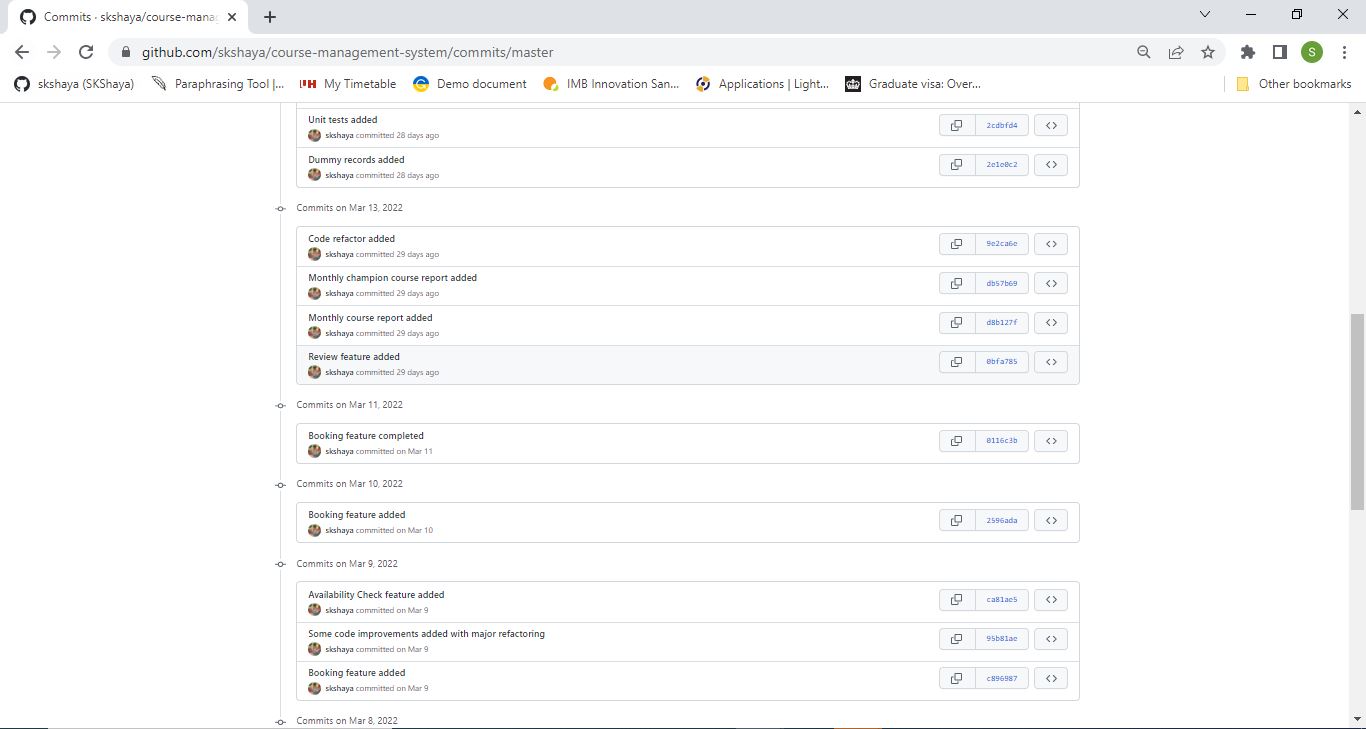 Commits · skshaya/course-mana
github.com/skshaya/course-management-system/commits/master
S
skshaya (SKShaya)
Paraphrasing Tool |...
My Timetable
Demo document
IMB Innovation San...
Applications | Light...
Graduate visa: Over...
Other bookmarks
Unit tests added
skshaya committed 28 days ago
2cdbfd4
Dummy records added
skshaya committed 28 days ago
2e1e0c2
Commits on Mar 13, 2022
Code refactor added
skshaya committed 29 days ago
9e2ca6e
Monthly champion course report added
skshaya committed 29 days ago
db57b69
Monthly course report added
skshaya committed 29 days ago
d8b127f
Review feature added
skshaya committed 29 days ago
0bfa785
Commits on Mar 11, 2022
Booking feature completed
skshaya committed on Mar 11
0116c3b
Commits on Mar 10, 2022
Booking feature added
skshaya committed on Mar 10
2596ada
Commits on Mar 9, 2022
Availability Check feature added
skshaya committed on Mar 9
ca81ae5
Some code improvements added with major refactoring
skshaya committed on Mar 9
95b81ae
Booking feature added
skshaya committed on Mar 9
c896987
Commits on Mar 8, 2022